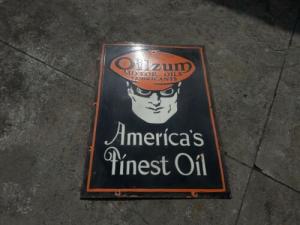 Oilzum
MOTOR OILS
LUBRICANTS
America's
Finest Oil